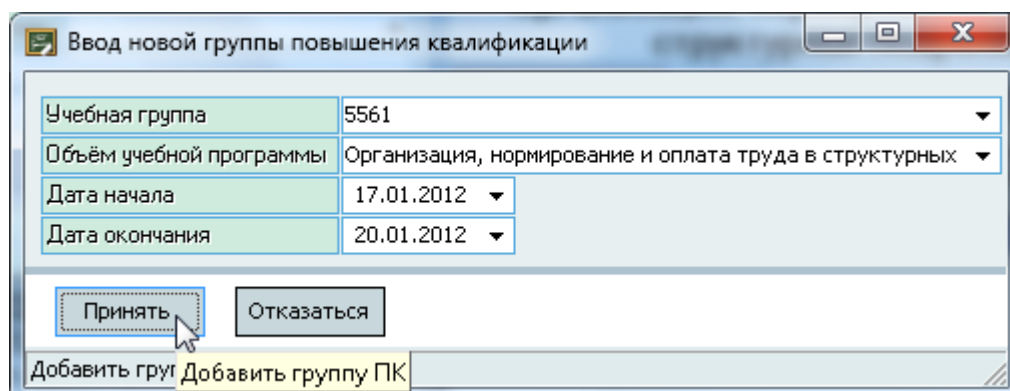 Ввод новой группы повышения квалификации
Учебная группа 5561
Объём учебной программы Организация, нормирование и оплата труда в структурных
Дата начала 17.01.2012
Дата окончания 20.01.2012
Принять Отказаться
Добавить груп Добавить группу ПК